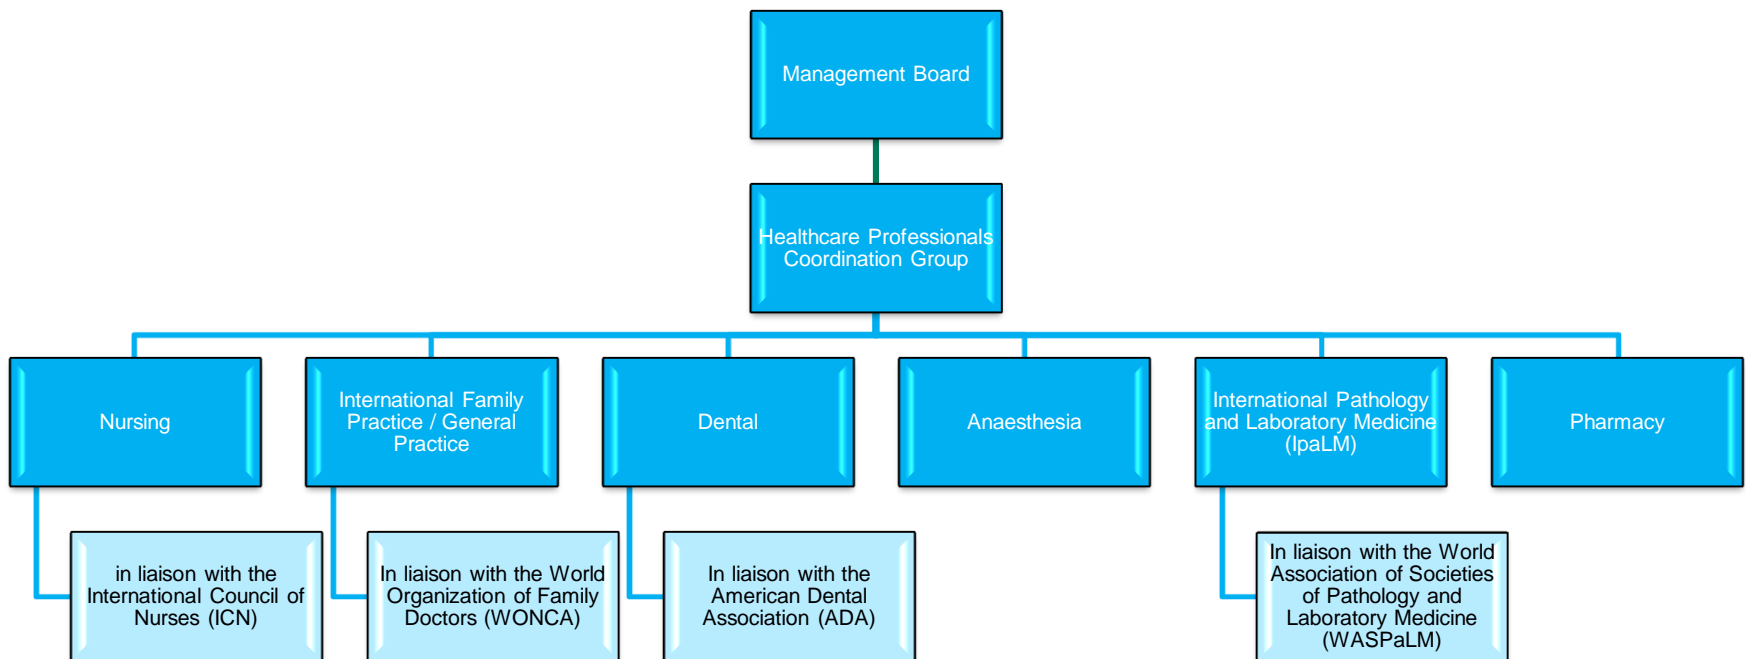 Management Board
Healthcare Professionals
Coordination Group
Nursing
International Family
Practice / General
Practice
Dental
Anaesthesia
International Pathology
and Laboratory Medicine
(IpaLM)
Pharmacy
in liaison with the
International Council of
Nurses (ICN)
In liaison with the World
Organization of Family
Doctors (WONCA)
In liaison with the
American Dental
Association (ADA)
In liaison with the World
Association of Societies
of Pathology and
Laboratory Medicine
(WASPaLM)